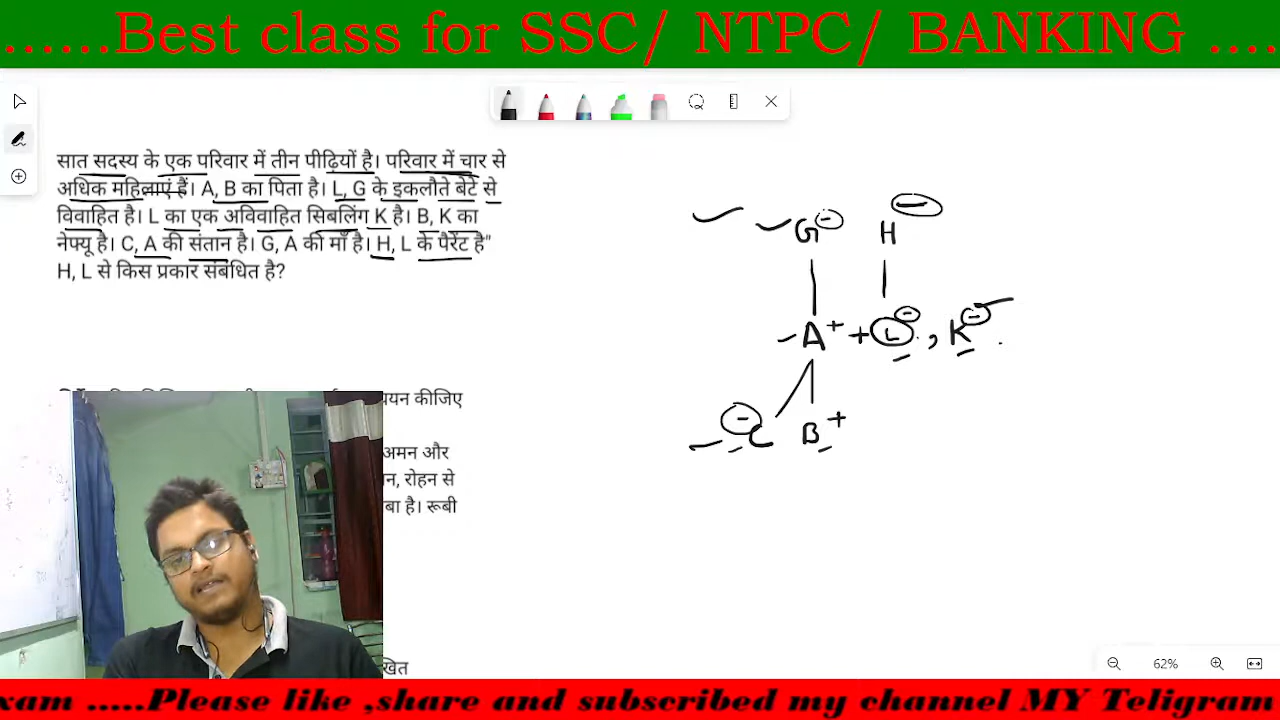 ......Best class for SSC/ NTPC/ BANKING ....
सात सदस्य के एक परिवार में तीन पीढ़ियों है। परिवार में चार से
अधिक महिलाएं हैं। A, B का पिता है। L, G के इकलौते बेटे से
विवाहित है। L का एक अविवाहित सिबलिंग K है। B, K का
नेफ्यू है। C, A की संतान है। G, A की माँ है। H, L के पैरेंट है"
H, L से किस प्रकार संबंधित है?
G - H -
A + + L - , K -
- C B +
यन कीजिए
अमन और
न, रोहन से
बा है। रूबी
खित
62%
xam .....Please like ,share and subscribed my channel MY Teligram